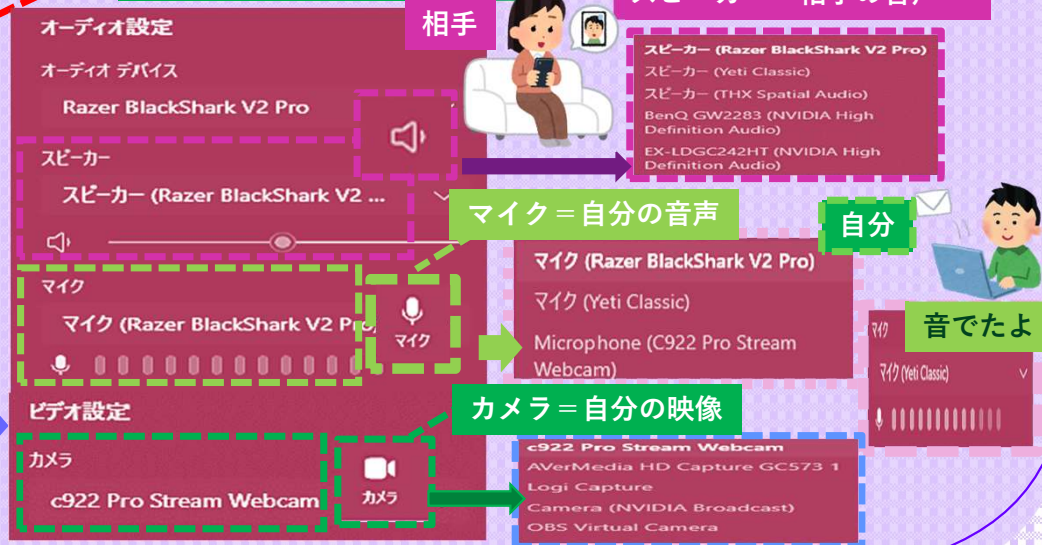 オーディオ設定
オーディオ デバイス
Razer BlackShark V2 Pro
スピーカー
スピーカー (Razer BlackShark V2 ...
マイク
マイク (Razer BlackShark V2 Pro
マイク
ビデオ設定
カメラ
c922 Pro Stream Webcam
カメラ
相手
スピーカー (Razer BlackShark V2 Pro)
スピーカー (Yeti Classic)
スピーカー (THX Spatial Audio)
BenQ GW2283 (NVIDIA High
Definition Audio)
EX-LDGC242HT (NVIDIA High
Definition Audio)
マイク＝自分の音声
自分
マイク (Razer BlackShark V2 Pro)
マイク (Yeti Classic)
Microphone (C922 Pro Stream
Webcam)
音でたよ
マイク
マイク (Yeti Classic)
カメラ＝自分の映像
c922 Pro Stream Webcam
AVerMedia HD Capture GC573 1
Logi Capture
Camera (NVIDIA Broadcast)
OBS Virtual Camera